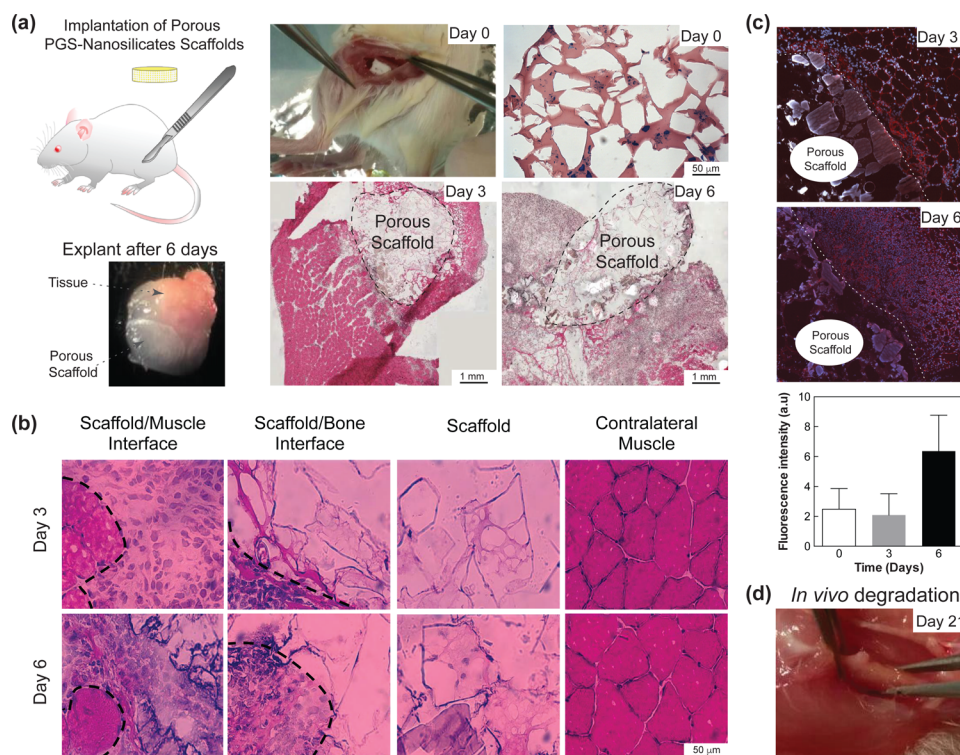 (a)
Implantation of Porous
PGS-Nanosilicates Scaffolds
Explant after 6 days
Tissue
Porous
Scaffold
Day 0
Day 0
50 μm
Day 3
Porous
Scaffold
1 mm
Day 6
Porous
Scaffold
1 mm
(b)
Scaffold/Muscle
Interface
Scaffold/Bone
Interface
Scaffold
Contralateral
Muscle
Day 3
Day 6
50 μm
(c)
Day 3
Porous
Scaffold
Day 6
Porous
Scaffold
Fluorescence intensity (a.u)
10
8
6
4
2
0
0 3 6
Time (Days)
(d) In vivo degradation
Day 21